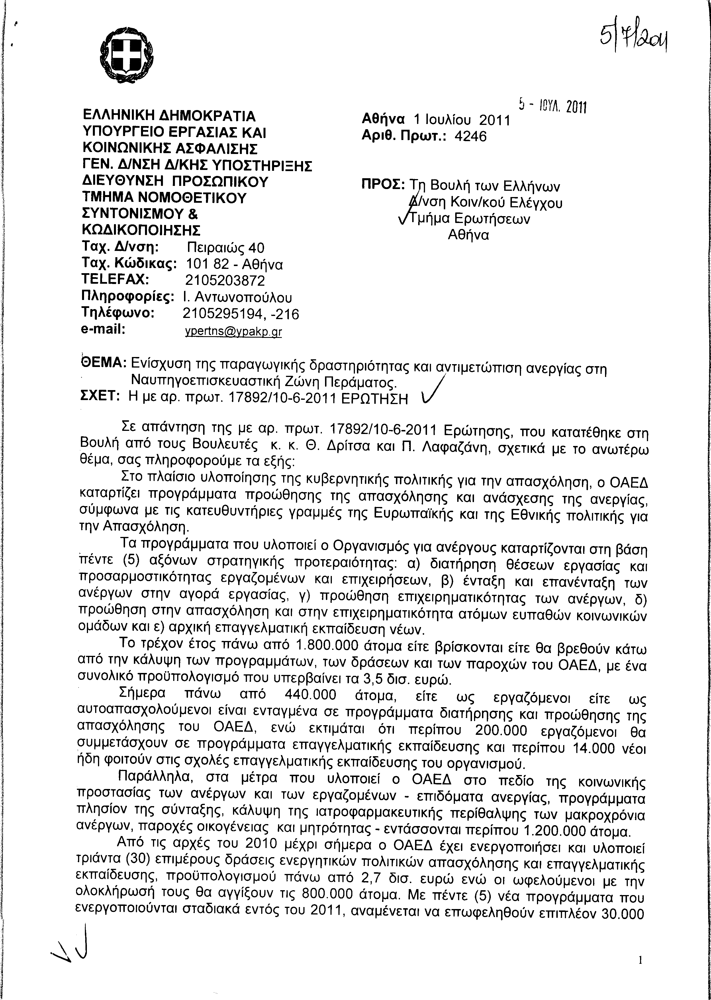 5/7/2011
5 - ΙΟΥΛ. 2011
ΕΛΛΗΝΙΚΗ ΔΗΜΟΚΡΑΤΙΑ
ΥΠΟΥΡΓΕΙΟ ΕΡΓΑΣΙΑΣ ΚΑΙ
ΚΟΙΝΩΝΙΚΗΣ ΑΣΦΑΛΙΣΗΣ
ΓΕΝ. Δ/ΝΣΗ Δ/ΚΗΣ ΥΠΟΣΤΗΡΙΞΗΣ
ΔΙΕΥΘΥΝΣΗ ΠΡΟΣΩΠΙΚΟΥ
ΤΜΗΜΑ ΝΟΜΟΘΕΤΙΚΟΥ
ΣΥΝΤΟΝΙΣΜΟΥ &
ΚΩΔΙΚΟΠΟΙΗΣΗΣ
Ταχ. Δ/νση: Πειραιώς 40
Ταχ. Κώδικας: 101 82 - Αθήνα
TELEFAX: 2105203872
Πληροφορίες: Ι. Αντωνοπούλου
Τηλέφωνο: 2105295194, -216
e-mail: ypertns@ypakp.gr
Αθήνα 1 Ιουλίου 2011
Αριθ. Πρωτ.: 4246
ΠΡΟΣ: Τη Βουλή των Ελλήνων
Δ/νση Κοιν/κού Ελέγχου
Τμήμα Ερωτήσεων
Αθήνα
ΘΕΜΑ: Ενίσχυση της παραγωγικής δραστηριότητας και αντιμετώπιση ανεργίας στη
Ναυπηγοεπισκευαστική Ζώνη Περάματος.
ΣΧΕΤ: Η με αρ. πρωτ. 17892/10-6-2011 ΕΡΩΤΗΣΗ
Σε απάντηση της με αρ. πρωτ. 17892/10-6-2011 Ερώτησης, που κατατέθηκε στη
Βουλή από τους Βουλευτές κ. κ. Θ. Δρίτσα και Π. Λαφαζάνη, σχετικά με το ανωτέρω
θέμα, σας πληροφορούμε τα εξής:
Στο πλαίσιο υλοποίησης της κυβερνητικής πολιτικής για την απασχόληση, ο ΟΑΕΔ
καταρτίζει προγράμματα προώθησης της απασχόλησης και ανάσχεσης της ανεργίας,
σύμφωνα με τις κατευθυντήριες γραμμές της Ευρωπαϊκής και της Εθνικής πολιτικής για
την Απασχόληση.
Τα προγράμματα που υλοποιεί ο Οργανισμός για ανέργους καταρτίζονται στη βάση
πέντε (5) αξόνων στρατηγικής προτεραιότητας: α) διατήρηση θέσεων εργασίας και
προσαρμοστικότητας εργαζομένων και επιχειρήσεων, β) ένταξη και επανένταξη των
ανέργων στην αγορά εργασίας, γ) προώθηση επιχειρηματικότητας των ανέργων, δ)
προώθηση στην απασχόληση και στην επιχειρηματικότητα ατόμων ευπαθών κοινωνικών
ομάδων και ε) αρχική επαγγελματική εκπαίδευση νέων.
Το τρέχον έτος πάνω από 1.800.000 άτομα είτε βρίσκονται είτε θα βρεθούν κάτω
από την κάλυψη των προγραμμάτων, των δράσεων και των παροχών του ΟΑΕΔ, με ένα
συνολικό προϋπολογισμό που υπερβαίνει τα 3,5 δισ. ευρώ.
Σήμερα πάνω από 440.000 άτομα, είτε ως εργαζόμενοι είτε ως
αυτοαπασχολούμενοι είναι ενταγμένα σε προγράμματα διατήρησης και προώθησης της
απασχόλησης του ΟΑΕΔ, ενώ εκτιμάται ότι περίπου 200.000 εργαζόμενοι θα
συμμετάσχουν σε προγράμματα επαγγελματικής εκπαίδευσης και περίπου 14.000 νέοι
ήδη φοιτούν στις σχολές επαγγελματικής εκπαίδευσης του οργανισμού.
Παράλληλα, στα μέτρα που υλοποιεί ο ΟΑΕΔ στο πεδίο της κοινωνικής
προστασίας των ανέργων και των εργαζομένων - επιδόματα ανεργίας, προγράμματα
πλησίον της σύνταξης, κάλυψη της ιατροφαρμακευτικής περίθαλψης των μακροχρόνια
ανέργων, παροχές οικογένειας και μητρότητας - εντάσσονται περίπου 1.200.000 άτομα.
Από τις αρχές του 2010 μέχρι σήμερα ο ΟΑΕΔ έχει ενεργοποιήσει και υλοποιεί
τριάντα (30) επιμέρους δράσεις ενεργητικών πολιτικών απασχόλησης και επαγγελματικής
εκπαίδευσης, προϋπολογισμού πάνω από 2,7 δισ. ευρώ ενώ οι ωφελούμενοι με την
ολοκλήρωσή τους θα αγγίξουν τις 800.000 άτομα. Με πέντε (5) νέα προγράμματα που
ενεργοποιούνται σταδιακά εντός του 2011, αναμένεται να επωφεληθούν επιπλέον 30.000
1